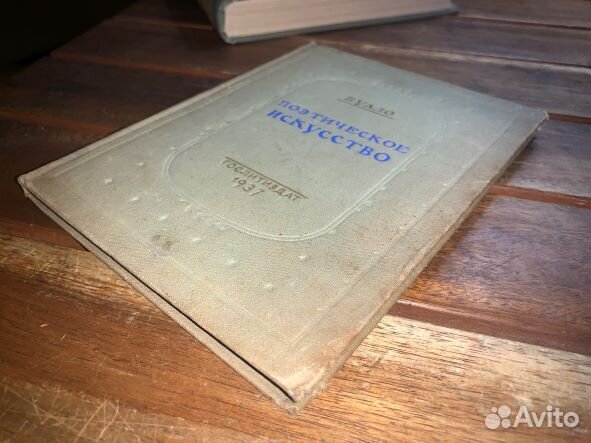 БУАЛО
ПОЭТИЧЕСКОЕ
ИСКУССТВО
ГОСЛИТИЗДАТ
1937
Avito